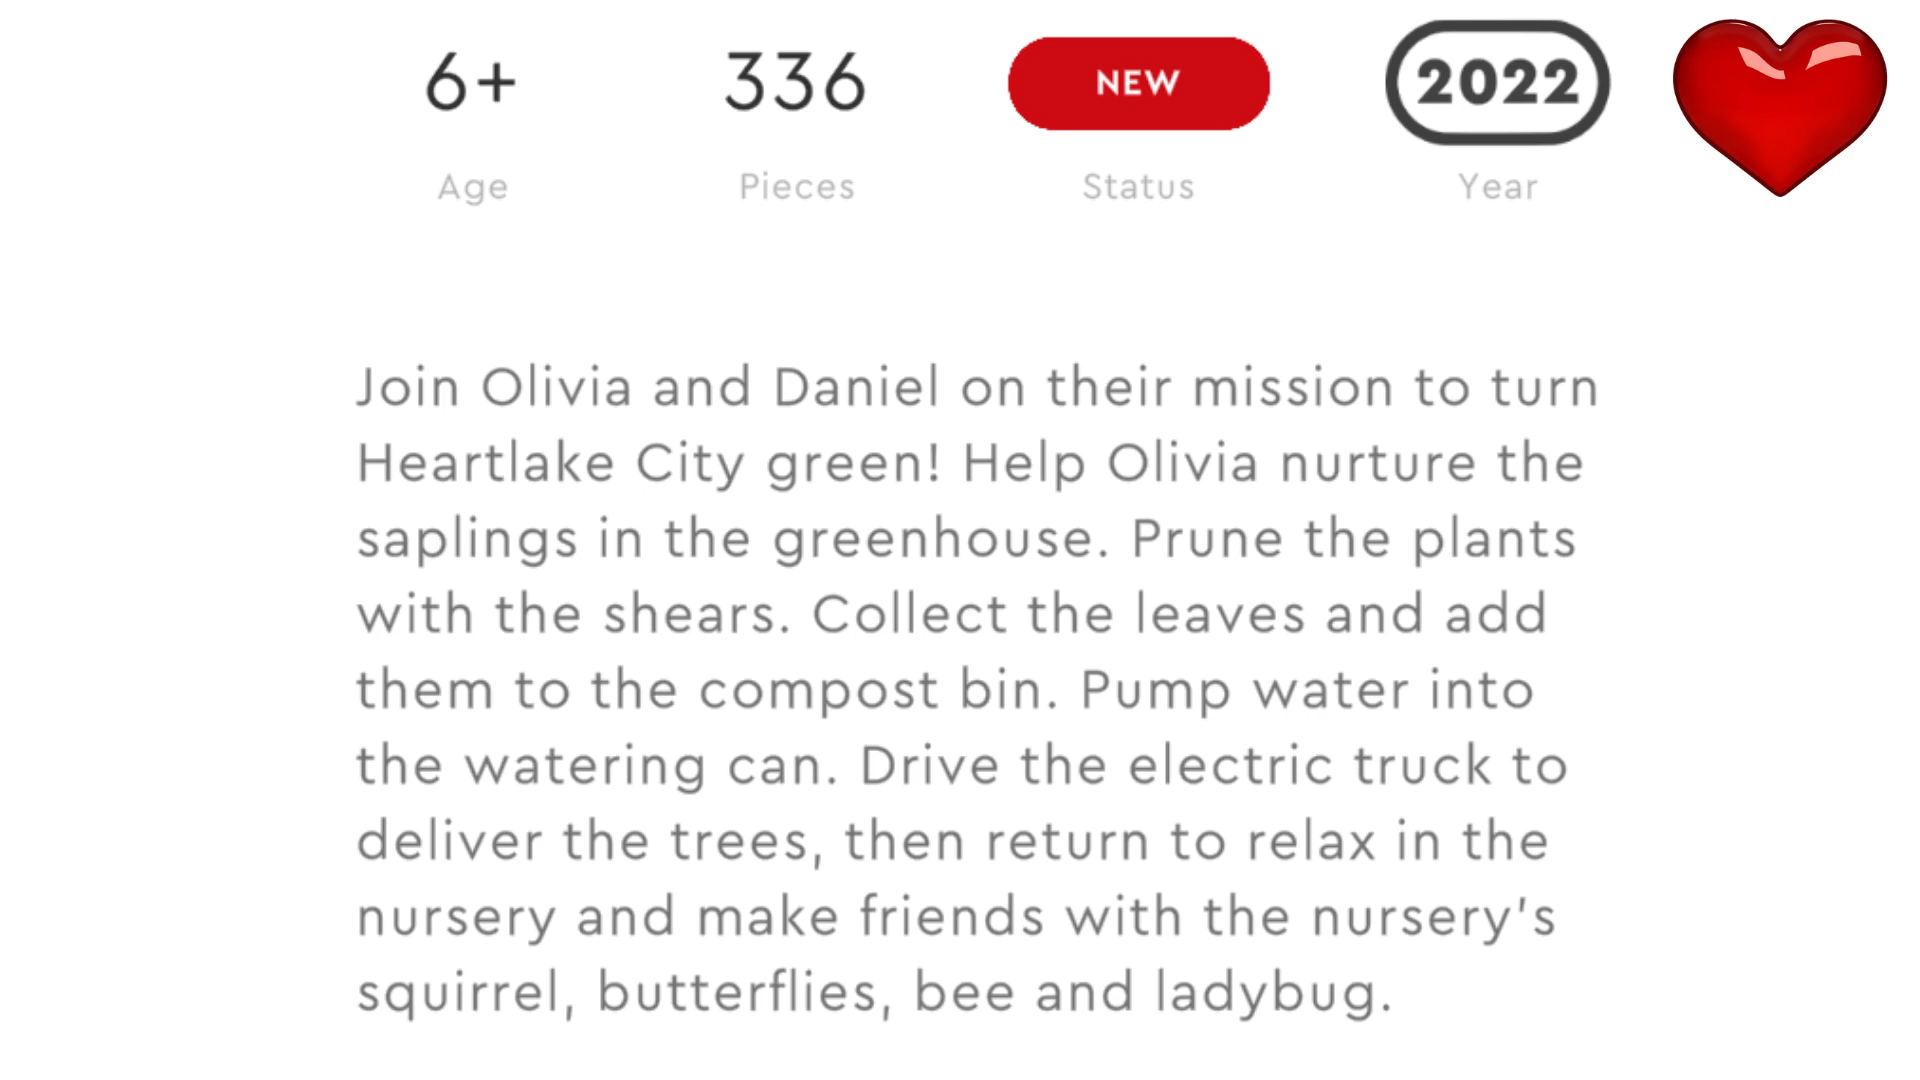 6+ 336 NEW 2022
Age Pieces Status Year
Join Olivia and Daniel on their mission to turn
Heartlake City green! Help Olivia nurture the
saplings in the greenhouse. Prune the plants
with the shears. Collect the leaves and add
them to the compost bin. Pump water into
the watering can. Drive the electric truck to
deliver the trees, then return to relax in the
nursery and make friends with the nursery's
squirrel, butterflies, bee and ladybug.